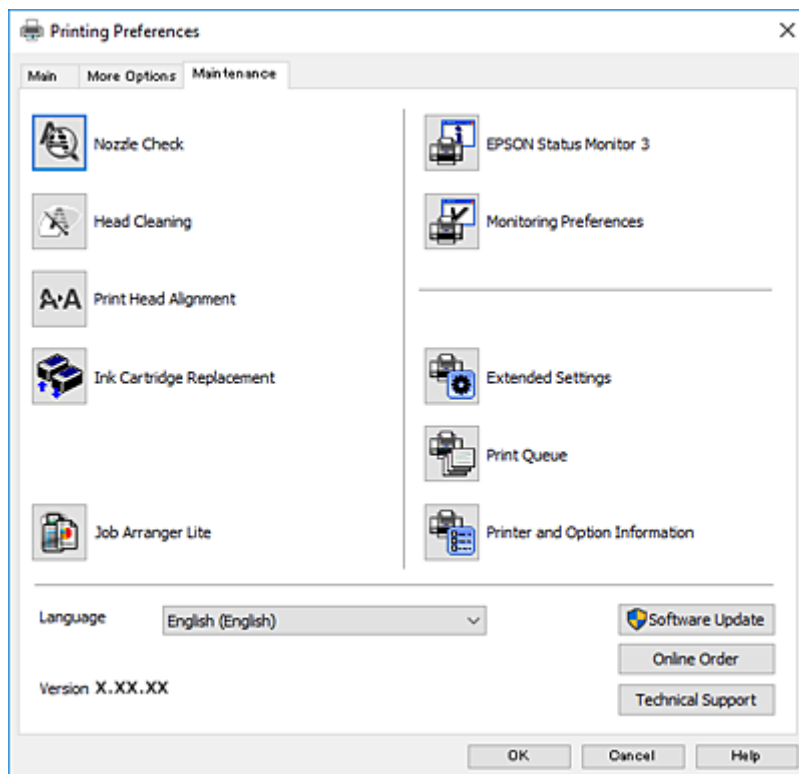 Printing Preferences
Main
More Options
Maintenance
Nozzle Check
Head Cleaning
A·A
Print Head Alignment
Ink Cartridge Replacement
Job Arranger Lite
EPSON Status Monitor 3
Monitoring Preferences
Extended Settings
Print Queue
Printer and Option Information
Language
English (English)
Software Update
Online Order
Technical Support
Version X.XX.XX
OK
Cancel
Help